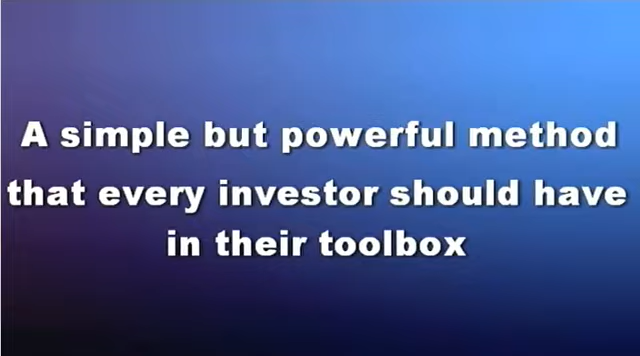 A simple but powerful method
that every investor should have
in their toolbox